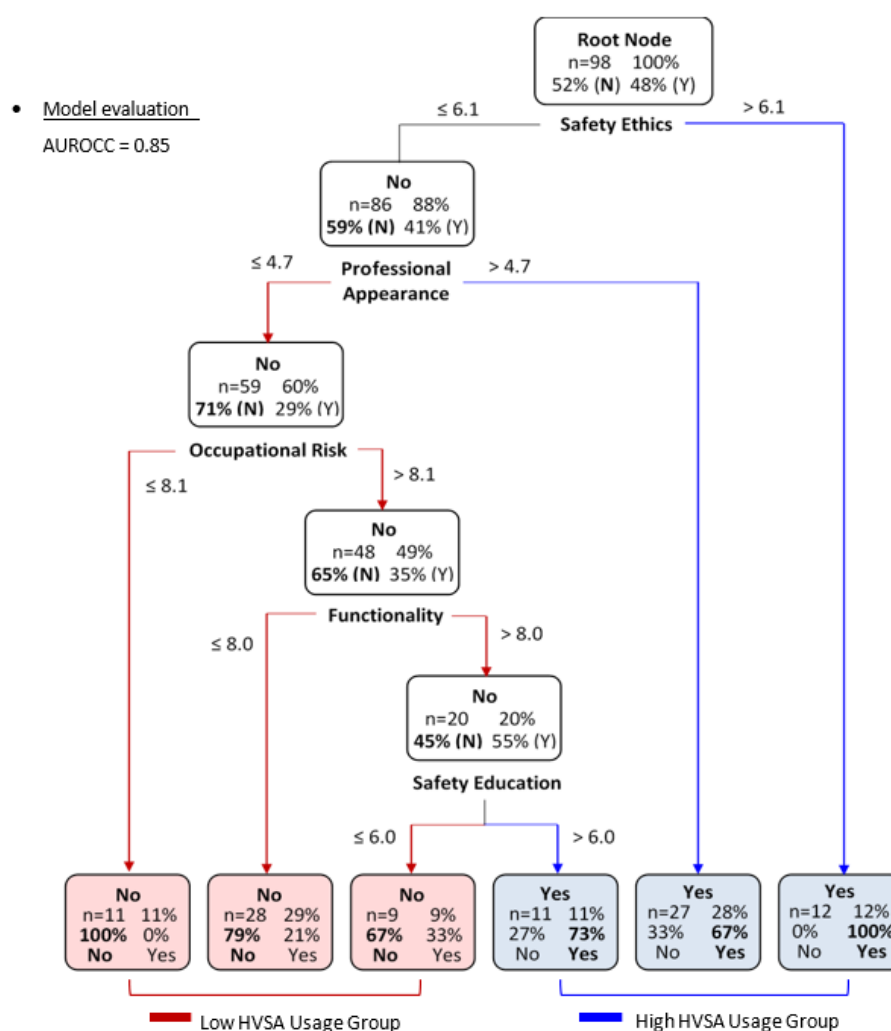 Root Node
n=98 100%
52% (N) 48% (Y)
• Model evaluation
AUROCC = 0.85
≤ 6.1
Safety Ethics
> 6.1
No
n=86 88%
59% (N) 41% (Y)
≤ 4.7
Professional
Appearance
> 4.7
No
n=59 60%
71% (N) 29% (Y)
Occupational Risk
≤ 8.1
> 8.1
No
n=48 49%
65% (N) 35% (Y)
Functionality
≤ 8.0
> 8.0
No
n=20 20%
45% (N) 55% (Y)
Safety Education
≤ 6.0
> 6.0
No
n=11 11%
100% 0%
No Yes
No
n=28 29%
79% 21%
No Yes
No
n=9 9%
67% 33%
No Yes
Yes
n=11 11%
27% 73%
No Yes
Yes
n=27 28%
33% 67%
No Yes
Yes
n=12 12%
0% 100%
No Yes
Low HVSA Usage Group
High HVSA Usage Group